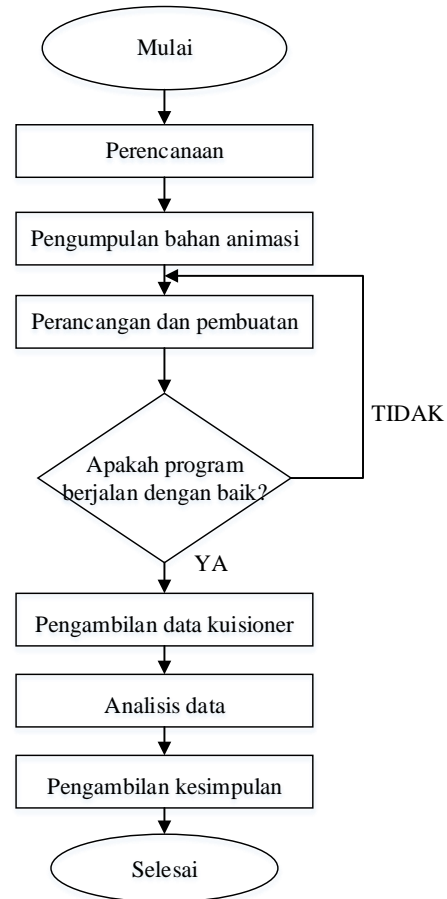 Mulai
Perencanaan
Pengumpulan bahan animasi
Perancangan dan pembuatan
TIDAK
Apakah program
berjalan dengan baik?
YA
Pengambilan data kuisioner
Analisis data
Pengambilan kesimpulan
Selesai